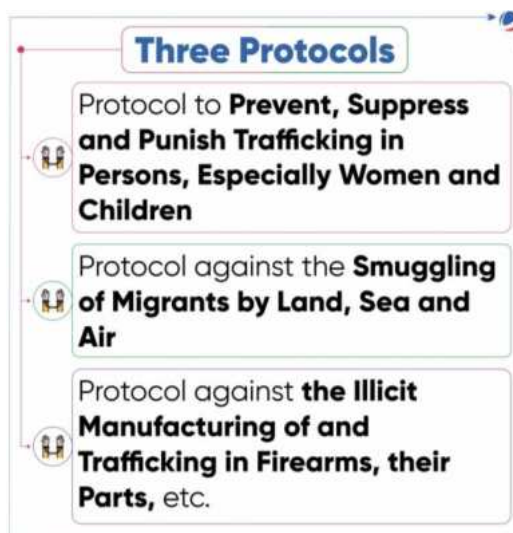 Three Protocols
Protocol to Prevent, Suppress
and Punish Trafficking in
Persons, Especially Women and
Children
Protocol against the Smuggling
of Migrants by Land, Sea and
Air
Protocol against the Illicit
Manufacturing of and
Trafficking in Firearms, their
Parts, etc.